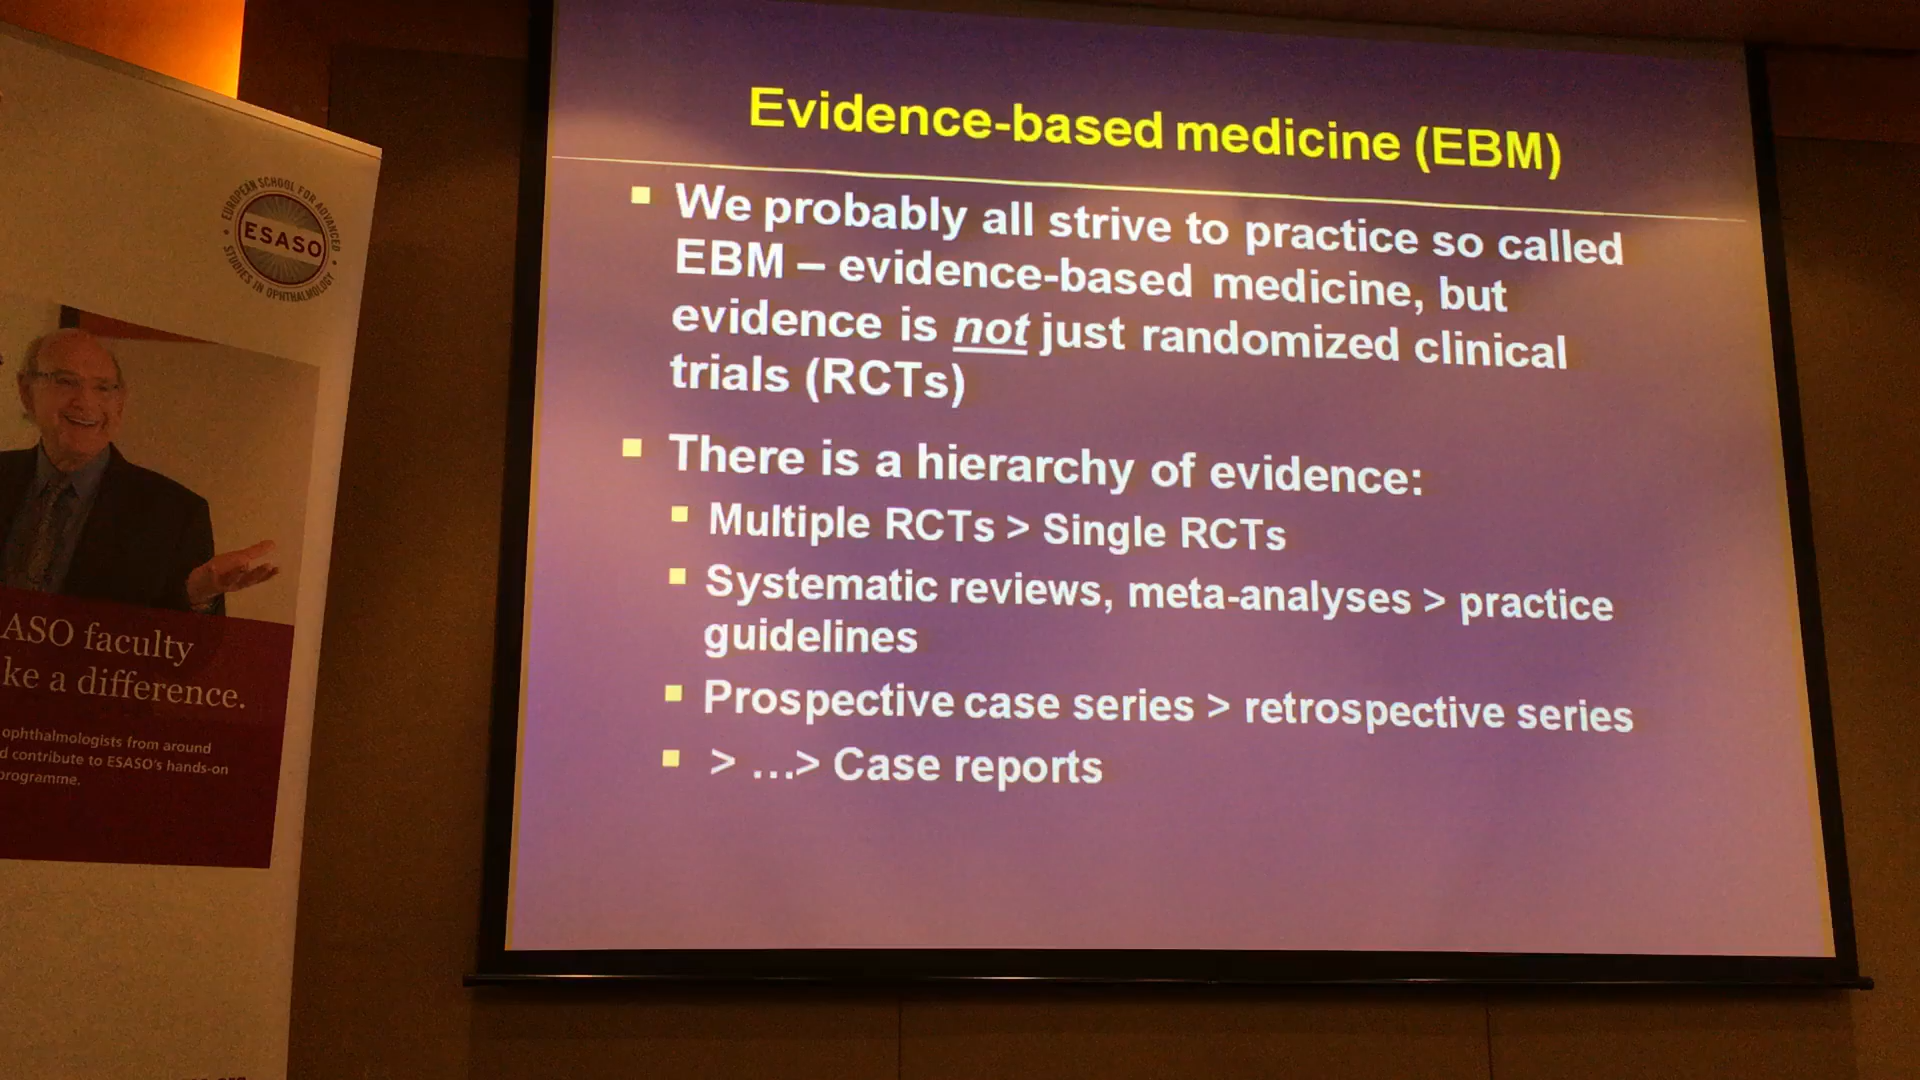 EUROPEAN SCHOOL FOR ADVANCED
STUDIES IN OPHTHALMOLOGY
ESASO
ASO faculty
ke a difference.
ophthalmologists from around
d contribute to ESASO's hands-on
programme.
Evidence-based medicine (EBM)
We probably all strive to practice so called
EBM – evidence-based medicine, but
evidence is not just randomized clinical
trials (RCTs)
There is a hierarchy of evidence:
Multiple RCTs > Single RCTs
Systematic reviews, meta-analyses > practice
guidelines
Prospective case series > retrospective series
> ...> Case reports